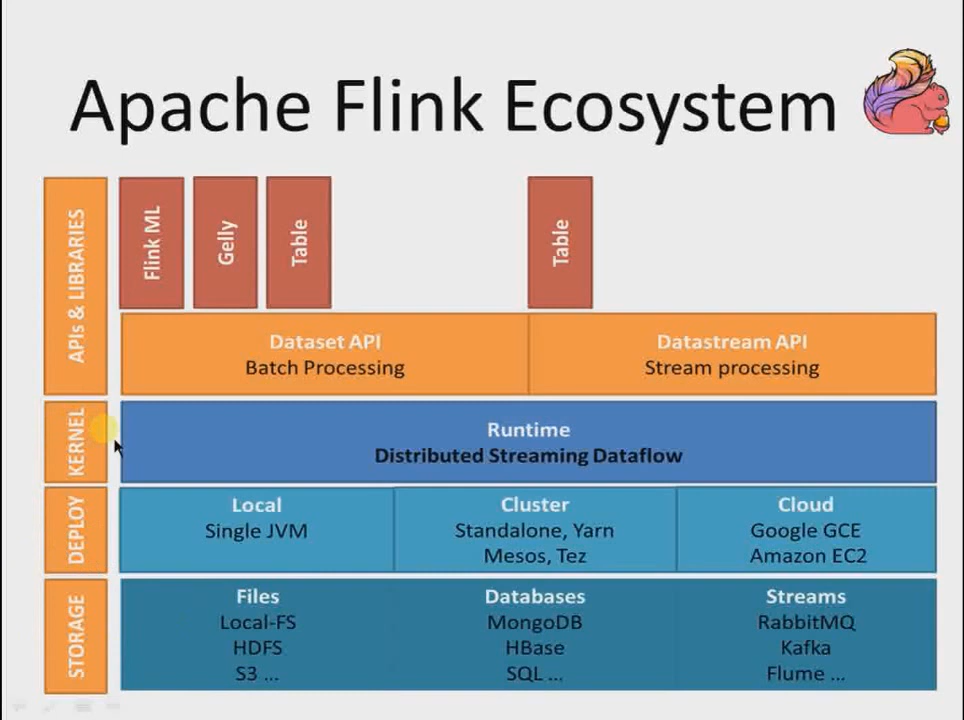 Apache Flink Ecosystem
APIs & LIBRARIES
Flink ML
Gelly
Table
Table
Dataset API
Batch Processing
Datastream API
Stream processing
KERNEL
Runtime
Distributed Streaming Dataflow
DEPLOY
Local
Single JVM
Cluster
Standalone, Yarn
Mesos, Tez
Cloud
Google GCE
Amazon EC2
STORAGE
Files
Local-FS
HDFS
S3 ...
Databases
MongoDB
HBase
SQL ...
Streams
RabbitMQ
Kafka
Flume ...